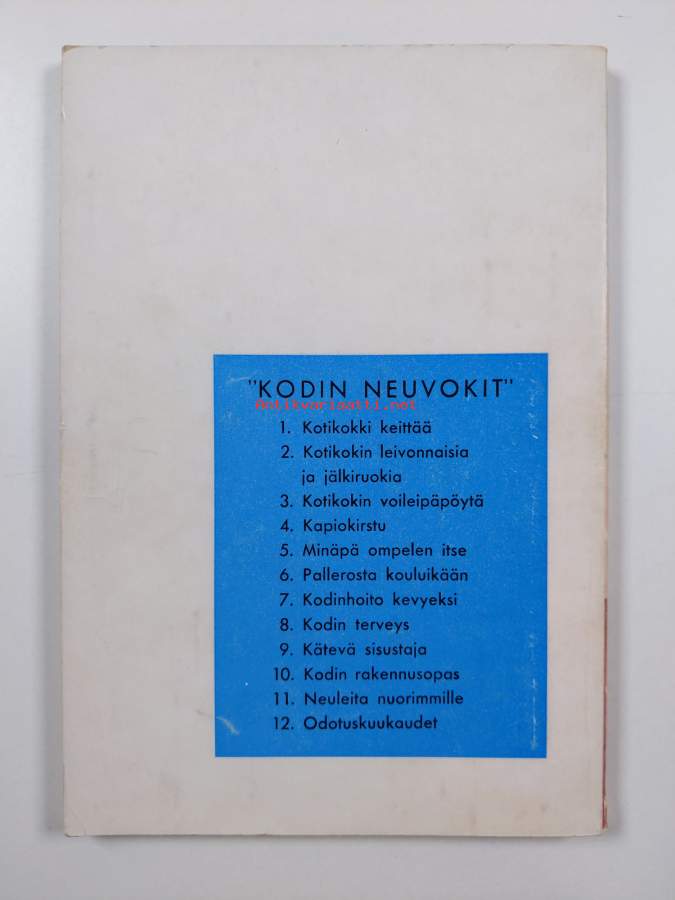 "KODIN NEUVOKIT"
Antikvariaatti.net
1. Kotikokki keittää
2. Kotikokin leivonnaisia
ja jälkiruokia
3. Kotikokin voileipäpöytä
4. Kapiokirstu
5. Minäpä ompelen itse
6. Pallerosta kouluikään
7. Kodinhoito kevyeksi
8. Kodin terveys
9. Kätevä sisustaja
10. Kodin rakennusopas
11. Neuleita nuorimmille
12. Odotuskuukaudet